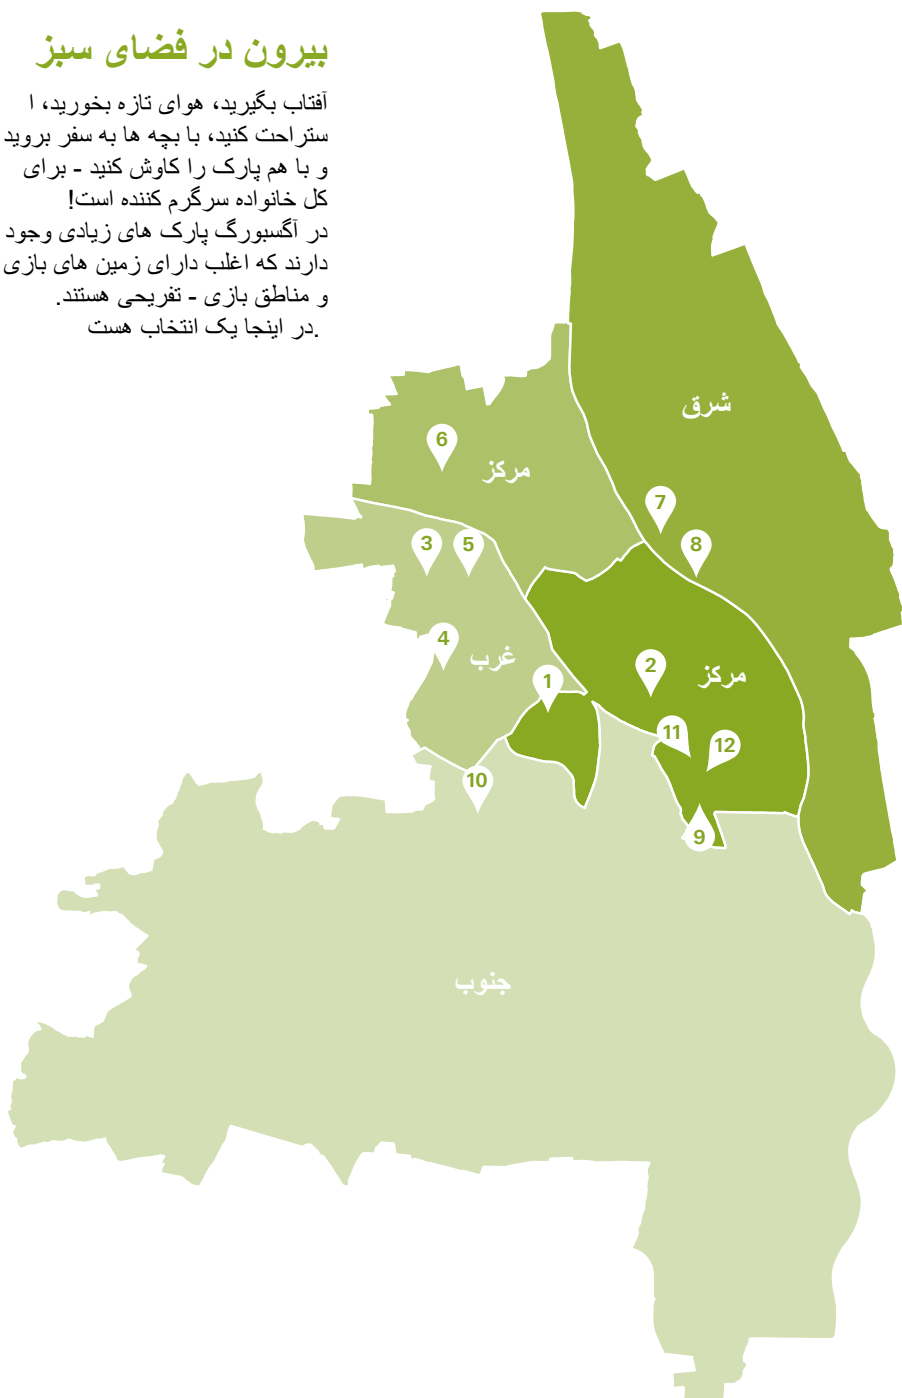 بیرون در فضای سبز
آفتاب بگیرید، هوای تازه بخورید، ا
ستراحت کنید، با بچه ها به سفر بروید
و با هم پارک را کاوش کنید - برای
کل خانواده سرگرم کننده است!
در آگسبورگ پارک های زیادی وجود
دارند که اغلب دارای زمین های بازی
و مناطق بازی - تفریحی هستند.
.در اینجا یک انتخاب هست
شرق
6
مرکز
7
3
5
8
4
غرب
2
مرکز
1
11
12
10
9
جنوب